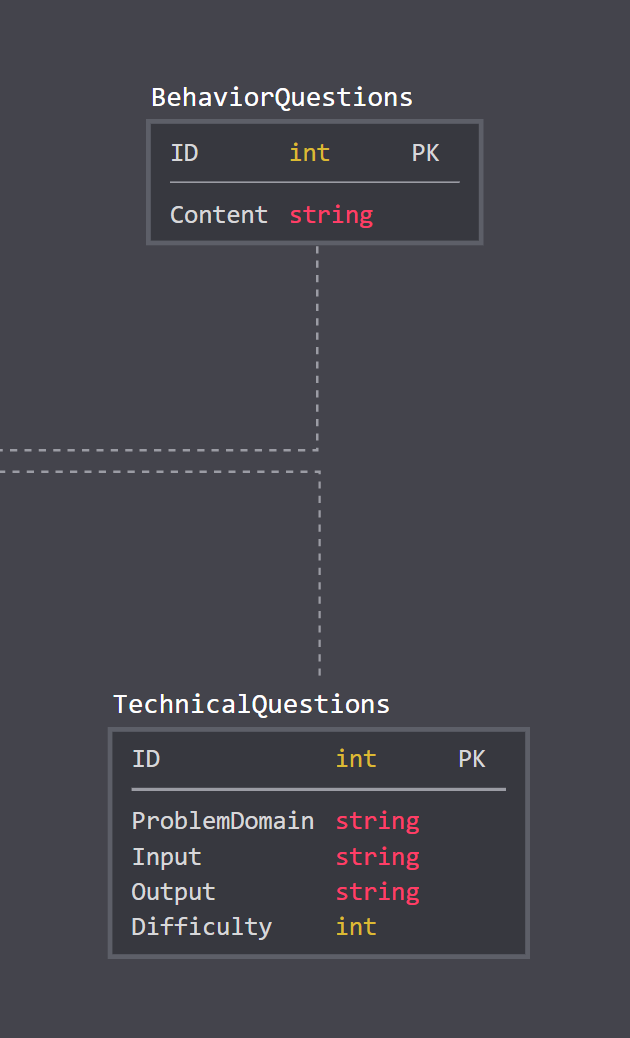 BehaviorQuestions
ID int PK
Content string
TechnicalQuestions
ID int PK
ProblemDomain string
Input string
Output string
Difficulty int